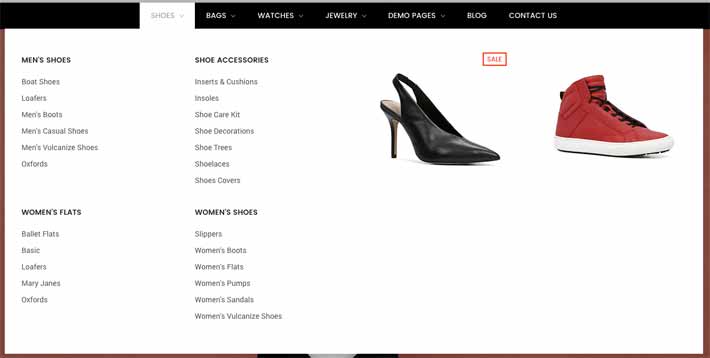 SHOES
BAGS
WATCHES
JEWELRY
DEMO PAGES
BLOG
CONTACT US
MEN'S SHOES
Boat Shoes
Loafers
Men's Boots
Men's Casual Shoes
Men's Vulcanize Shoes
Oxfords
SHOE ACCESSORIES
Inserts & Cushions
Insoles
Shoe Care Kit
Shoe Decorations
Shoe Trees
Shoelaces
Shoes Covers
SALE
WOMEN'S FLATS
Ballet Flats
Basic
Loafers
Mary Janes
Oxfords
WOMEN'S SHOES
Slippers
Women's Boots
Women's Flats
Women's Pumps
Women's Sandals
Women's Vulcanize Shoes